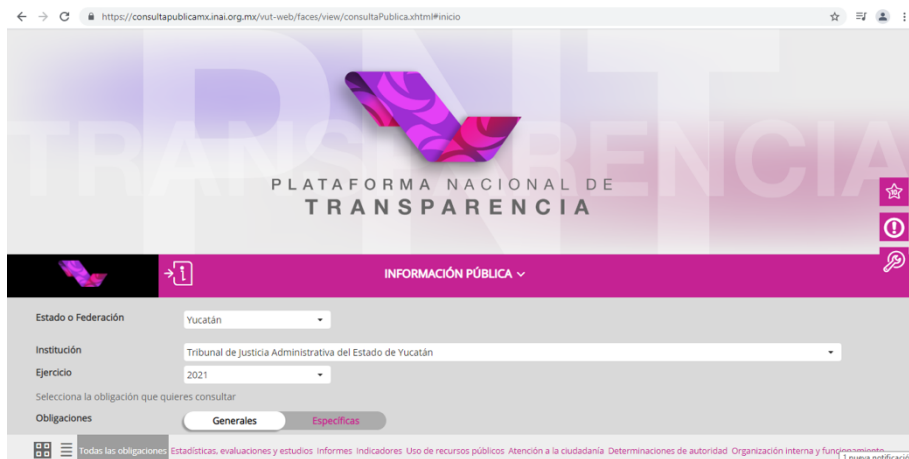 https://consultapublicamx.inai.org.mx/vut-web/faces/view/consultaPublica.xhtml#inicio
PNT
TRANSPARENCIA
PLATAFORMA NACIONAL DE
TRANSPARENCIA
INFORMACIÓN PÚBLICA
Estado o Federación
Yucatán
Institución
Tribunal de Justicia Administrativa del Estado de Yucatán
Ejercicio
2021
Selecciona la obligación que quieres consultar
Obligaciones
Generales
Específicas
Todas las obligaciones Estadísticas, evaluaciones y estudios Informes Indicadores Uso de recursos públicos Atención a la ciudadanía Determinaciones de autoridad Organización interna y funcionamiento
1 nueva notificació